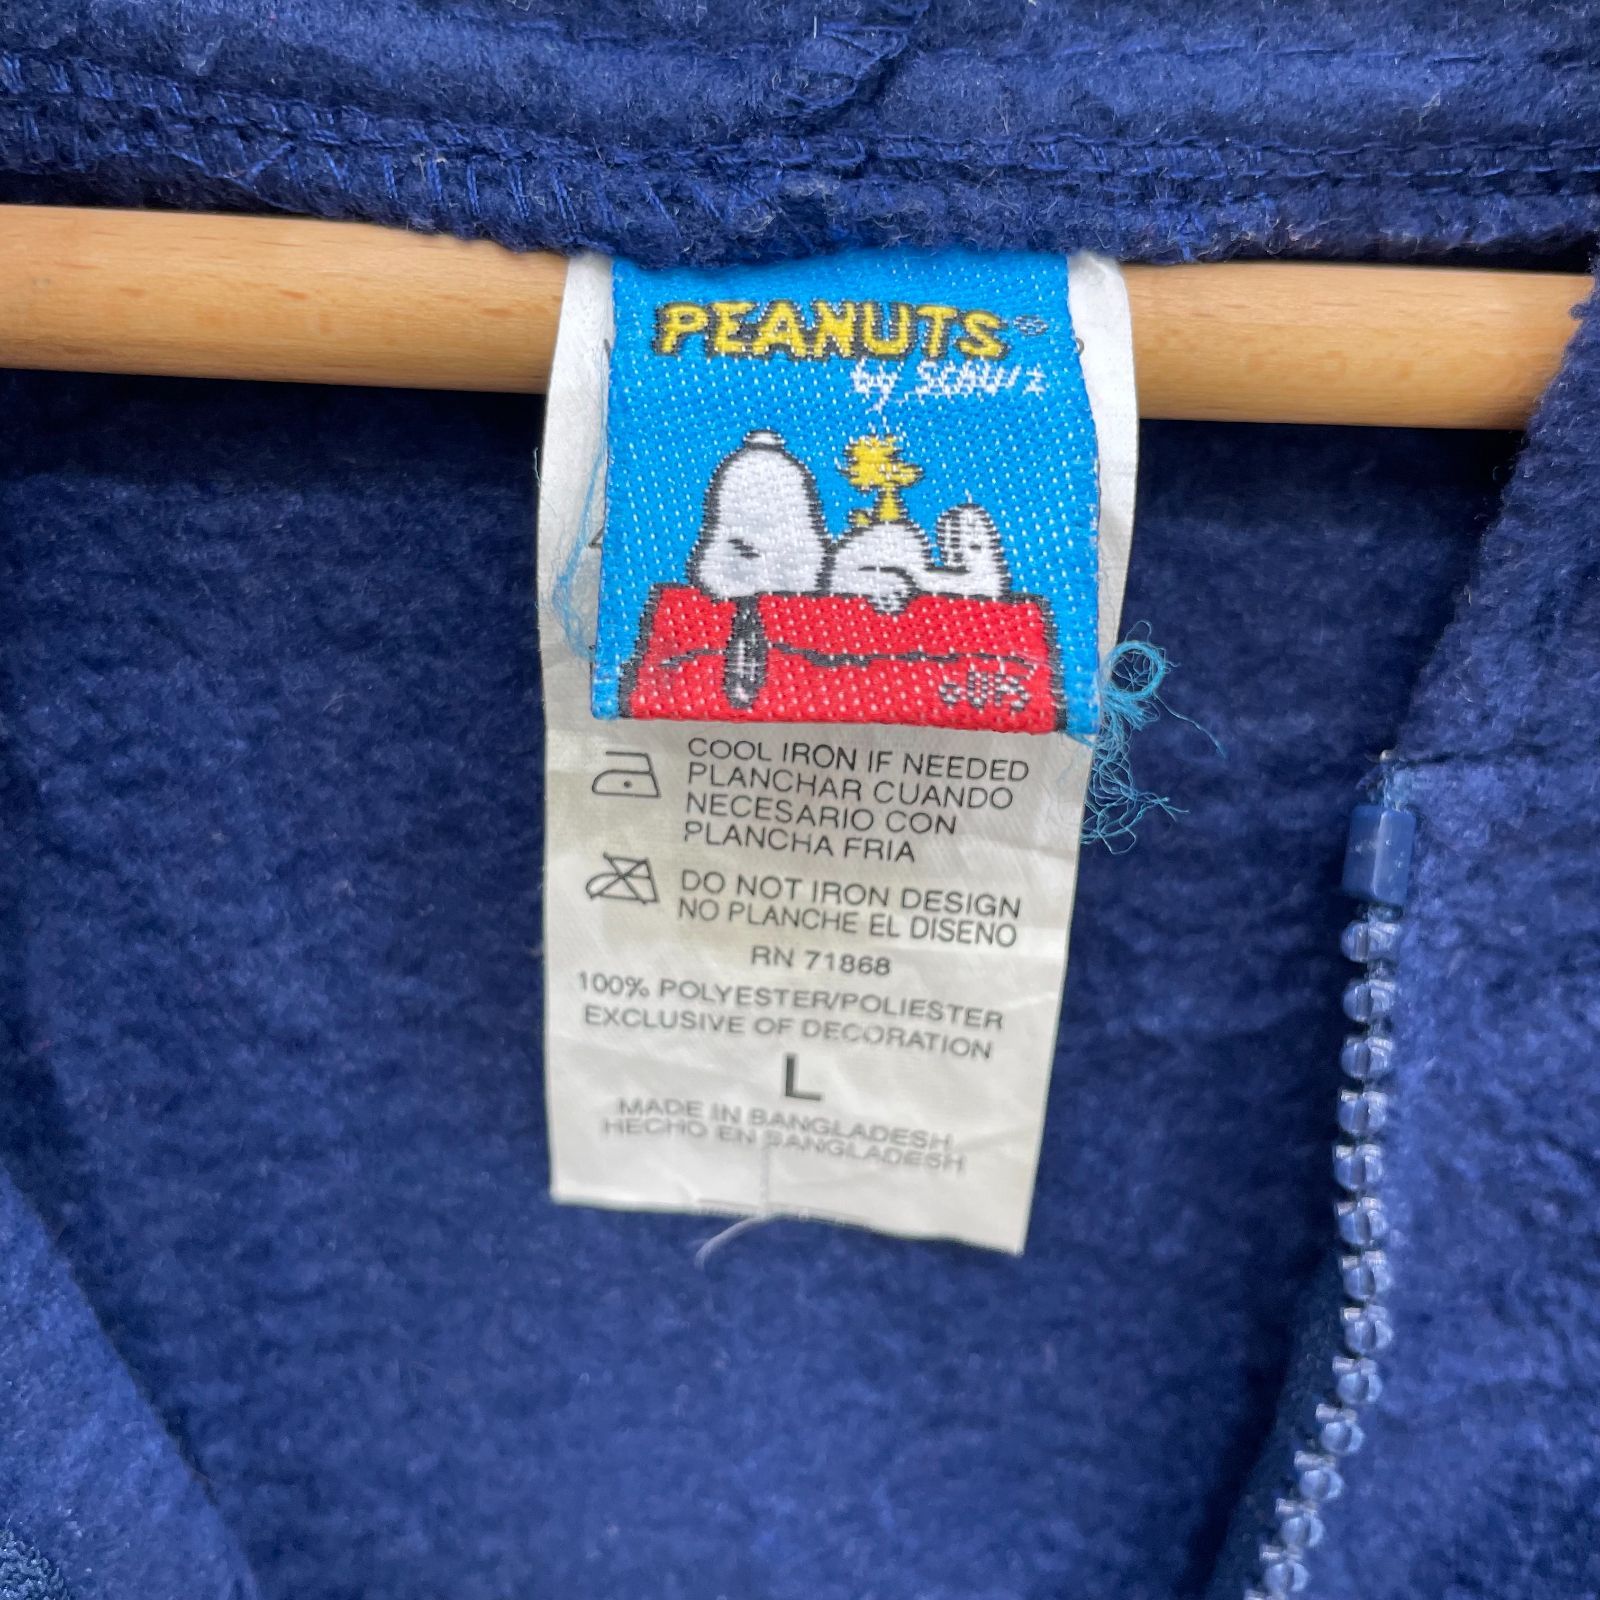 PEANUTS®
by SCHULZ
COOL IRON IF NEEDED
PLANCHAR CUANDO
NECESARIO CON
PLANCHA FRIA
DO NOT IRON DESIGN
NO PLANCHE EL DISENO
RN 71868
100% POLYESTER/POLIESTER
EXCLUSIVE OF DECORATION
L
MADE IN BANGLADESH
HECHO EN BANGLADESH